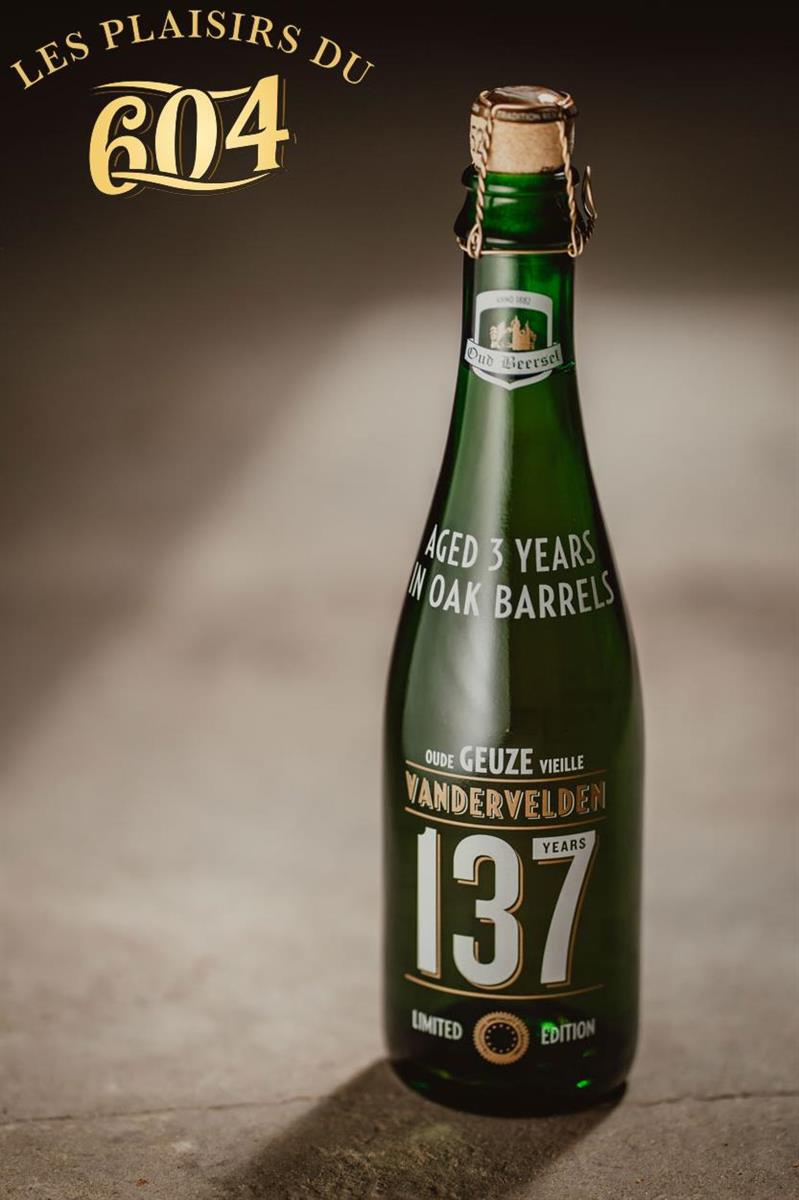 LES PLAISIRS DU
604
ANNO 1882
Oud Beersel
AGED 3 YEARS
IN OAK BARRELS
OUDE GEUZE VIEILLE
VANDERVELDEN
137
YEARS
LIMITED EDITION